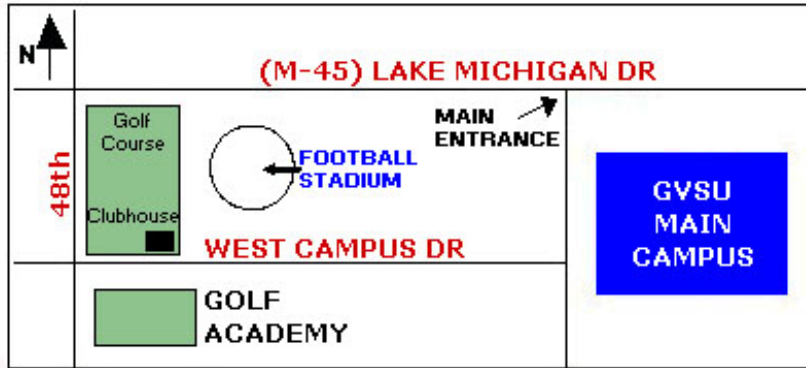 N
(M-45) LAKE MICHIGAN DR
48th
Golf
Course
Clubhouse
FOOTBALL
STADIUM
MAIN
ENTRANCE
WEST CAMPUS DR
GVSU
MAIN
CAMPUS
GOLF
ACADEMY